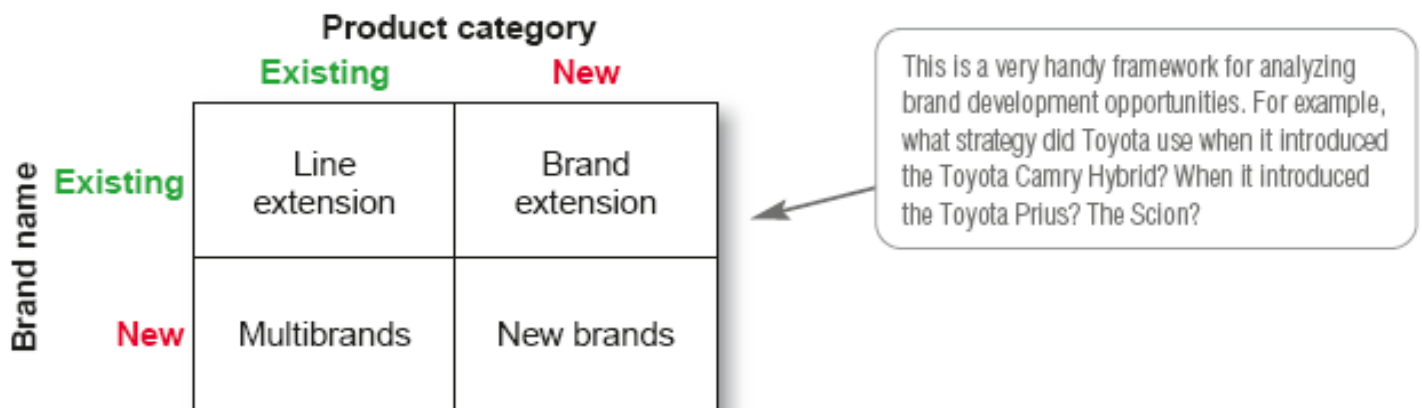 Product category
Existing New
Brand name
Existing
Line
extension
Brand
extension
New
Multibrands
New brands
This is a very handy framework for analyzing
brand development opportunities. For example,
what strategy did Toyota use when it introduced
the Toyota Camry Hybrid? When it introduced
the Toyota Prius? The Scion?